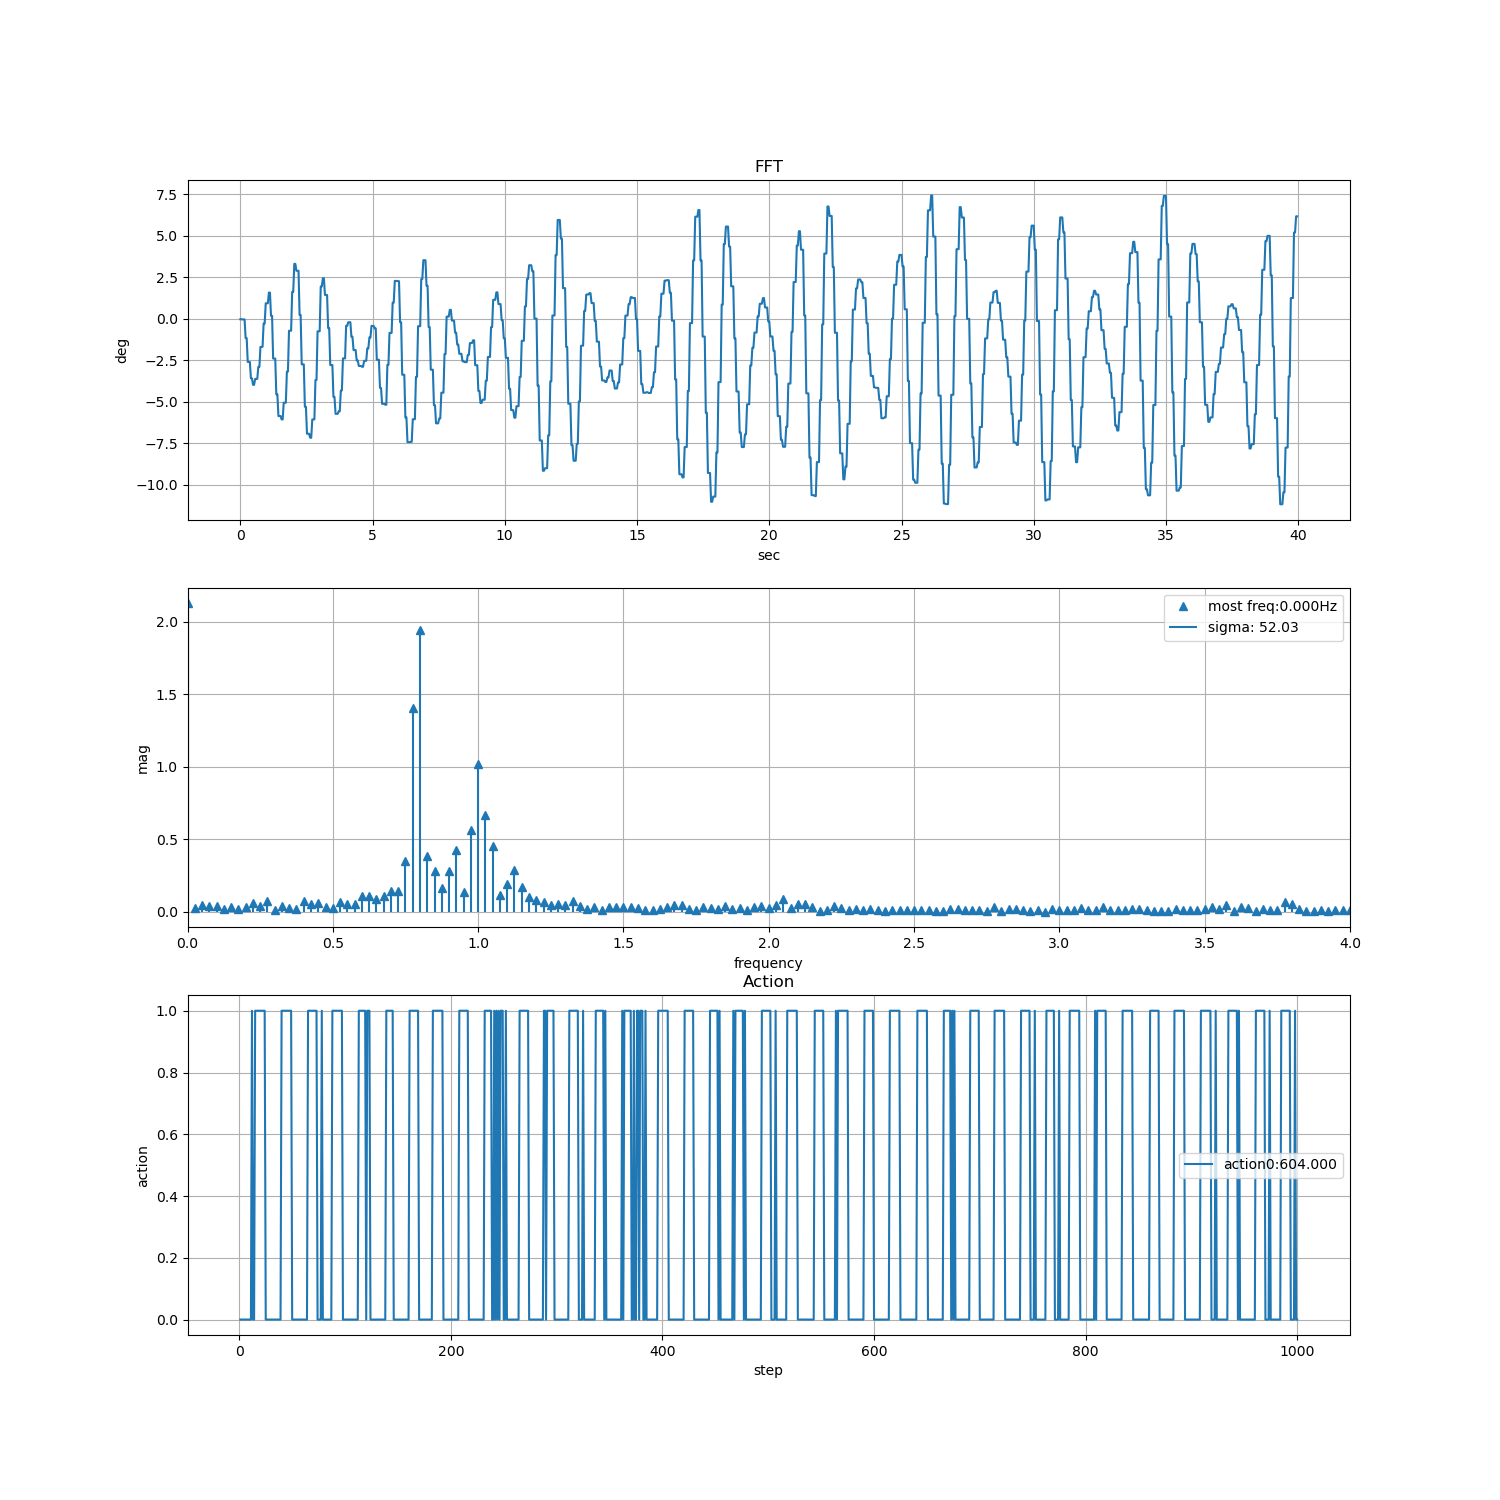 FFT
7.5
5.0
2.5
0.0
−2.5
−5.0
−7.5
−10.0
deg
0 5 10 15 20 25 30 35 40
sec
most freq:0.000Hz
sigma: 52.03
2.0
1.5
1.0
0.5
0.0
mag
0.0 0.5 1.0 1.5 2.0 2.5 3.0 3.5 4.0
frequency
Action
1.0
0.8
0.6
0.4
0.2
0.0
action
action0:604.000
0 200 400 600 800 1000
step